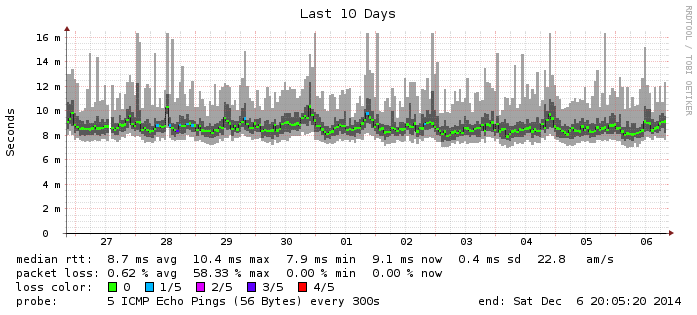 Last 10 Days
RRDTOOL / TOBI OETIKER
Seconds
16 m
14 m
12 m
10 m
8 m
6 m
4 m
2 m
0
27 28 29 30 01 02 03 04 05 06
median rtt: 8.7 ms avg 10.4 ms max 7.9 ms min 9.1 ms now 0.4 ms sd 22.8 am/s
packet loss: 0.62 % avg 58.33 % max 0.00 % min 0.00 % now
loss color: 0 1/5 2/5 3/5 4/5
probe: 5 ICMP Echo Pings (56 Bytes) every 300s end: Sat Dec 6 20:05:20 2014